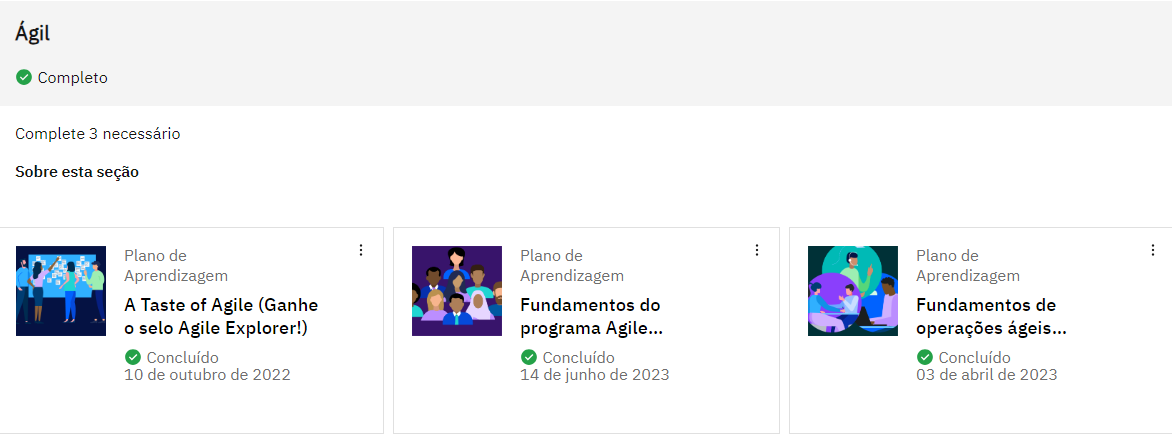 Ágil
Completo
Complete 3 necessário
Sobre esta seção
Plano de
Aprendizagem
A Taste of Agile (Ganhe
o selo Agile Explorer!)
Concluído
10 de outubro de 2022
Plano de
Aprendizagem
Fundamentos do
programa Agile...
Concluído
14 de junho de 2023
Plano de
Aprendizagem
Fundamentos de
operações ágeis...
Concluído
03 de abril de 2023